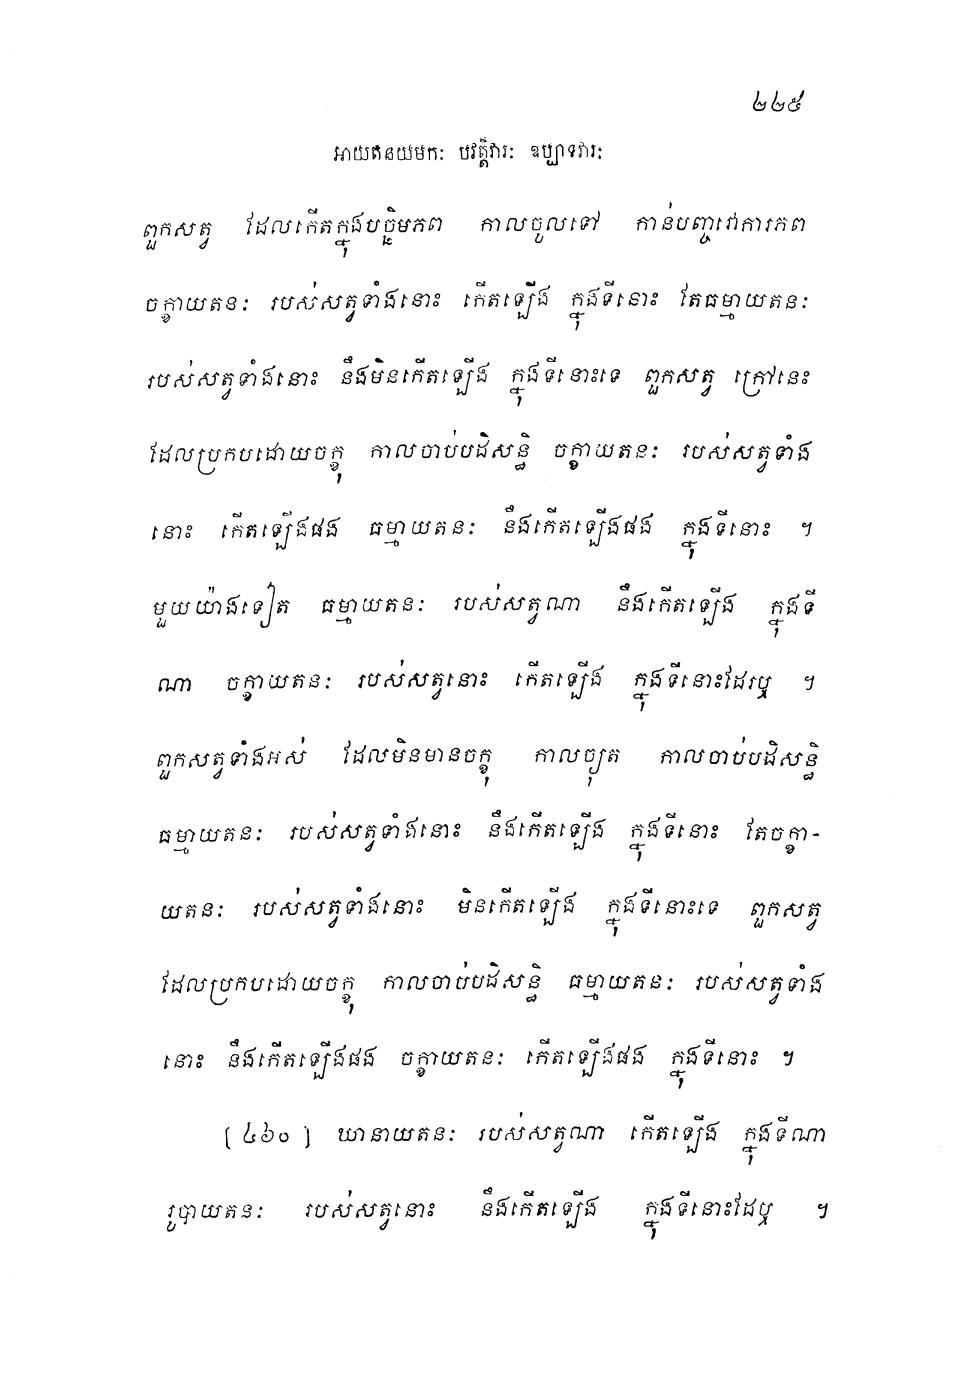 ២២៥
អាយតនយមកៈ បវត្តិវារៈ ឧប្បាទវារៈ
ពួកសត្វ ដែលកើតក្នុងបច្ឆិមភព កាលចូលទៅ កាន់បញ្ចវោការភព
ចក្ខាយតនៈ របស់សត្វទាំងនោះ កើតឡើង ក្នុងទីនោះ តែធម្មាយតនៈ
របស់សត្វទាំងនោះ នឹងមិនកើតឡើង ក្នុងទីនោះទេ ពួកសត្វ ក្រៅនេះ
ដែលប្រកបដោយចក្ខុ កាលចាប់បដិសន្ធិ ចក្ខាយតនៈ របស់សត្វទាំង
នោះ កើតឡើងផង ធម្មាយតនៈ នឹងកើតឡើងផង ក្នុងទីនោះ ។
មួយយ៉ាងទៀត ធម្មាយតនៈ របស់សត្វណា នឹងកើតឡើង ក្នុងទី
ណា ចក្ខាយតនៈ របស់សត្វនោះ កើតឡើង ក្នុងទីនោះដែរឬ ។
ពួកសត្វទាំងអស់ ដែលមិនមានចក្ខុ កាលច្យុត កាលចាប់បដិសន្ធិ
ធម្មាយតនៈ របស់សត្វទាំងនោះ នឹងកើតឡើង ក្នុងទីនោះ តែចក្ខា-
យតនៈ របស់សត្វទាំងនោះ មិនកើតឡើង ក្នុងទីនោះទេ ពួកសត្វ
ដែលប្រកបដោយចក្ខុ កាលចាប់បដិសន្ធិ ធម្មាយតនៈ របស់សត្វទាំង
នោះ នឹងកើតឡើងផង ចក្ខាយតនៈ កើតឡើងផង ក្នុងទីនោះ ។
[៤៦០] ឃានាយតនៈ របស់សត្វណា កើតឡើង ក្នុងទីណា
រូបាយតនៈ របស់សត្វនោះ នឹងកើតឡើង ក្នុងទីនោះដែឬ ។